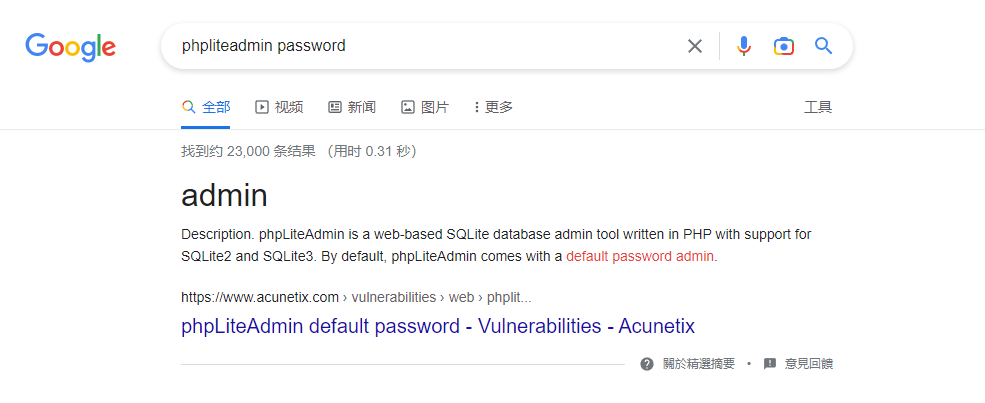 Google
phpliteadmin password
全部 视频 新闻 图片 更多 工具
找到约 23,000 条结果 （用时 0.31 秒）
admin
Description. phpLiteAdmin is a web-based SQLite database admin tool written in PHP with support for
SQLite2 and SQLite3. By default, phpLiteAdmin comes with a default password admin.
https://www.acunetix.com › vulnerabilities › web › phplit...
phpLiteAdmin default password - Vulnerabilities - Acunetix
關於精選摘要 • 意見回饋